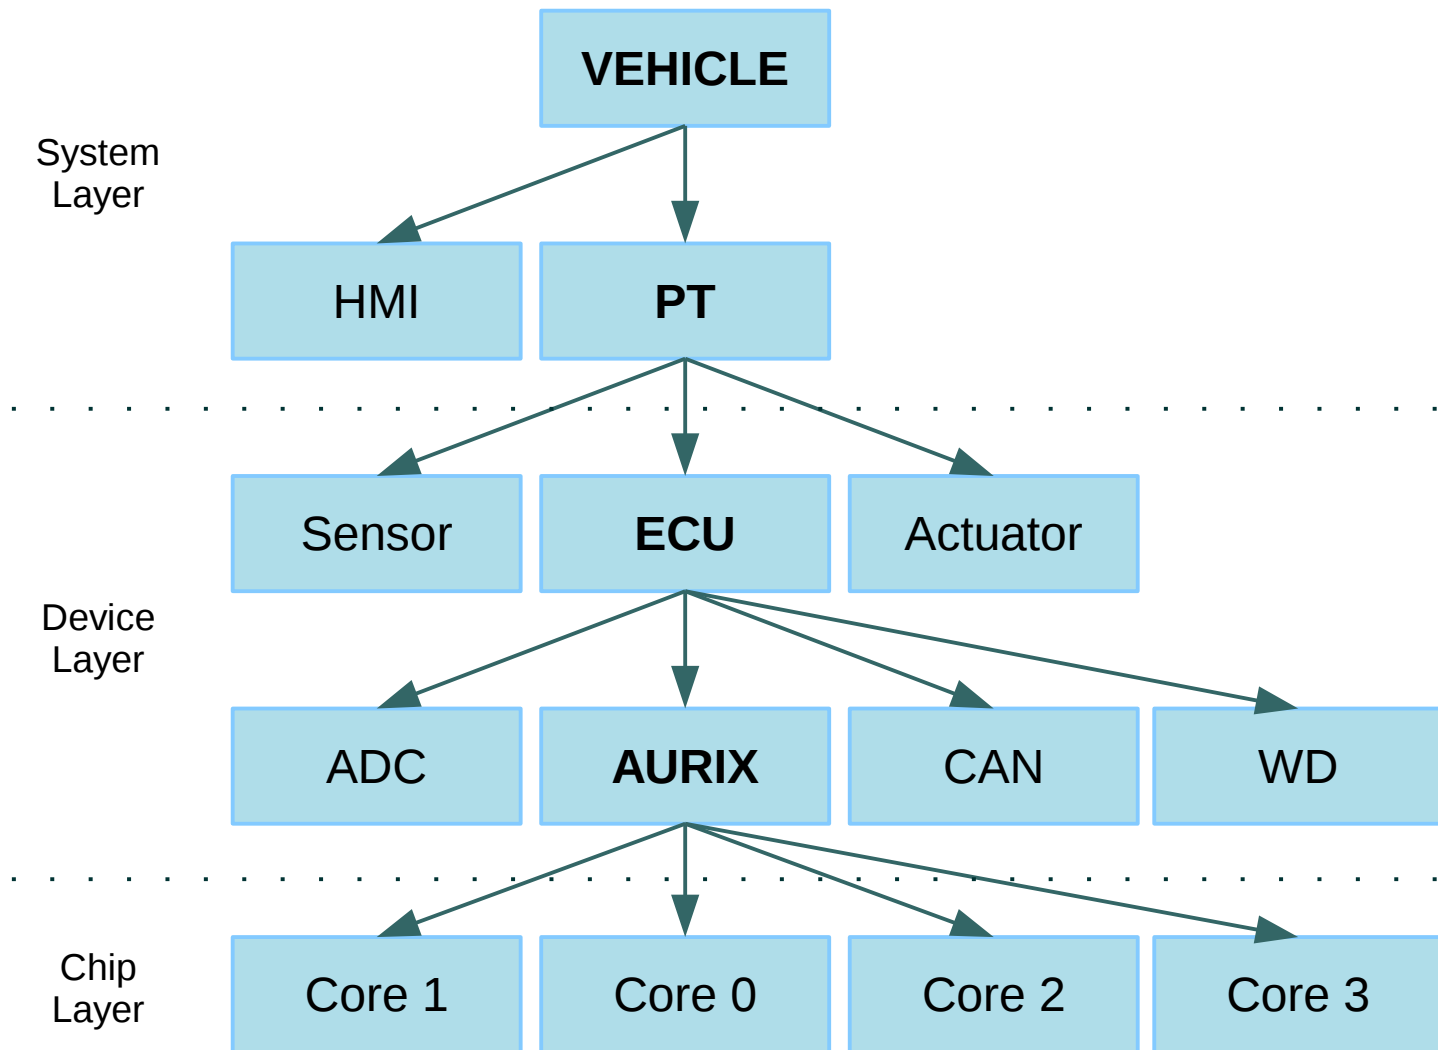 VEHICLE
System
Layer
HMI
PT
Sensor
ECU
Actuator
Device
Layer
ADC
AURIX
CAN
WD
Chip
Layer
Core 1
Core 0
Core 2
Core 3